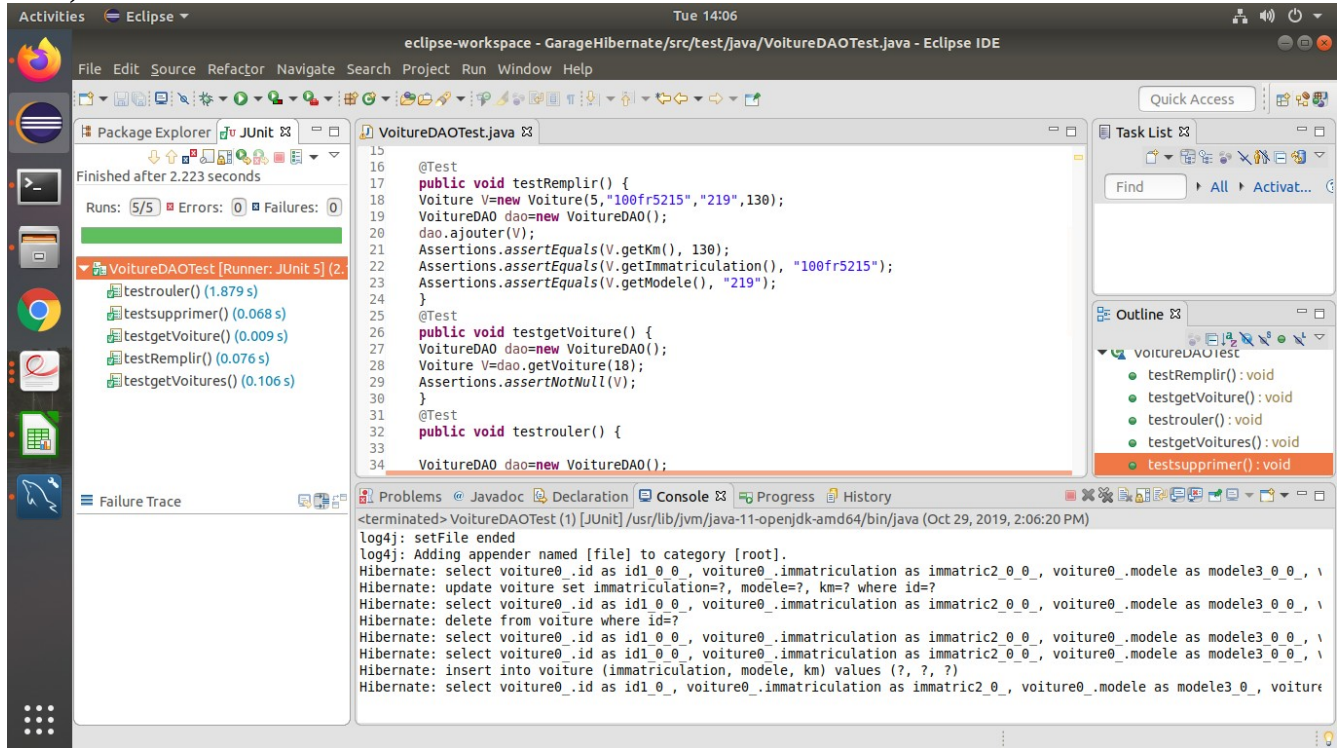 Activities Eclipse Tue 14:06
eclipse-workspace - GarageHibernate/src/test/java/VoitureDAOTest.java - Eclipse IDE
File Edit Source Refactor Navigate Search Project Run Window Help
Quick Access
Package Explorer JUnit
Finished after 2.223 seconds
Runs: 5/5 Errors: 0 Failures: 0
VoitureDAOTest [Runner: JUnit 5] (2.
testrouler() (1.879 s)
testsupprimer() (0.068 s)
testgetVoiture() (0.009 s)
testRemplir() (0.076 s)
testgetVoitures() (0.106 s)
Failure Trace
VoitureDAOTest.java
15
16 @Test
17 public void testRemplir() {
18 Voiture V=new Voiture(5,"100fr5215","219",130);
19 VoitureDAO dao=new VoitureDAO();
20 dao.ajouter(V);
21 Assertions.assertEquals(V.getKm(), 130);
22 Assertions.assertEquals(V.getImmatriculation(), "100fr5215");
23 Assertions.assertEquals(V.getModele(), "219");
24 }
25 @Test
26 public void testgetVoiture() {
27 VoitureDAO dao=new VoitureDAO();
28 Voiture V=dao.getVoiture(18);
29 Assertions.assertNotNull(V);
30 }
31 @Test
32 public void testrouler() {
33
34 VoitureDAO dao=new VoitureDAO();
Task List
Find All Activat...
Outline
VoitureDAOTest
testRemplir() : void
testgetVoiture() : void
testrouler() : void
testgetVoitures() : void
testsupprimer() : void
Problems Javadoc Declaration Console Progress History
<terminated> VoitureDAOTest (1) [JUnit] /usr/lib/jvm/java-11-openjdk-amd64/bin/java (Oct 29, 2019, 2:06:20 PM)
log4j: setFile ended
log4j: Adding appender named [file] to category [root].
Hibernate: select voiture0_.id as id1_0_0_, voiture0_.immatriculation as immatric2_0_0_, voiture0_.modele as modele3_0_0_,
Hibernate: update voiture set immatriculation=?, modele=?, km=? where id=?
Hibernate: select voiture0_.id as id1_0_0_, voiture0_.immatriculation as immatric2_0_0_, voiture0_.modele as modele3_0_0_,
Hibernate: delete from voiture where id=?
Hibernate: select voiture0_.id as id1_0_0_, voiture0_.immatriculation as immatric2_0_0_, voiture0_.modele as modele3_0_0_,
Hibernate: select voiture0_.id as id1_0_0_, voiture0_.immatriculation as immatric2_0_0_, voiture0_.modele as modele3_0_0_,
Hibernate: insert into voiture (immatriculation, modele, km) values (?, ?, ?)
Hibernate: select voiture0_.id as id1_0_, voiture0_.immatriculation as immatric2_0_, voiture0_.modele as modele3_0_, voiture